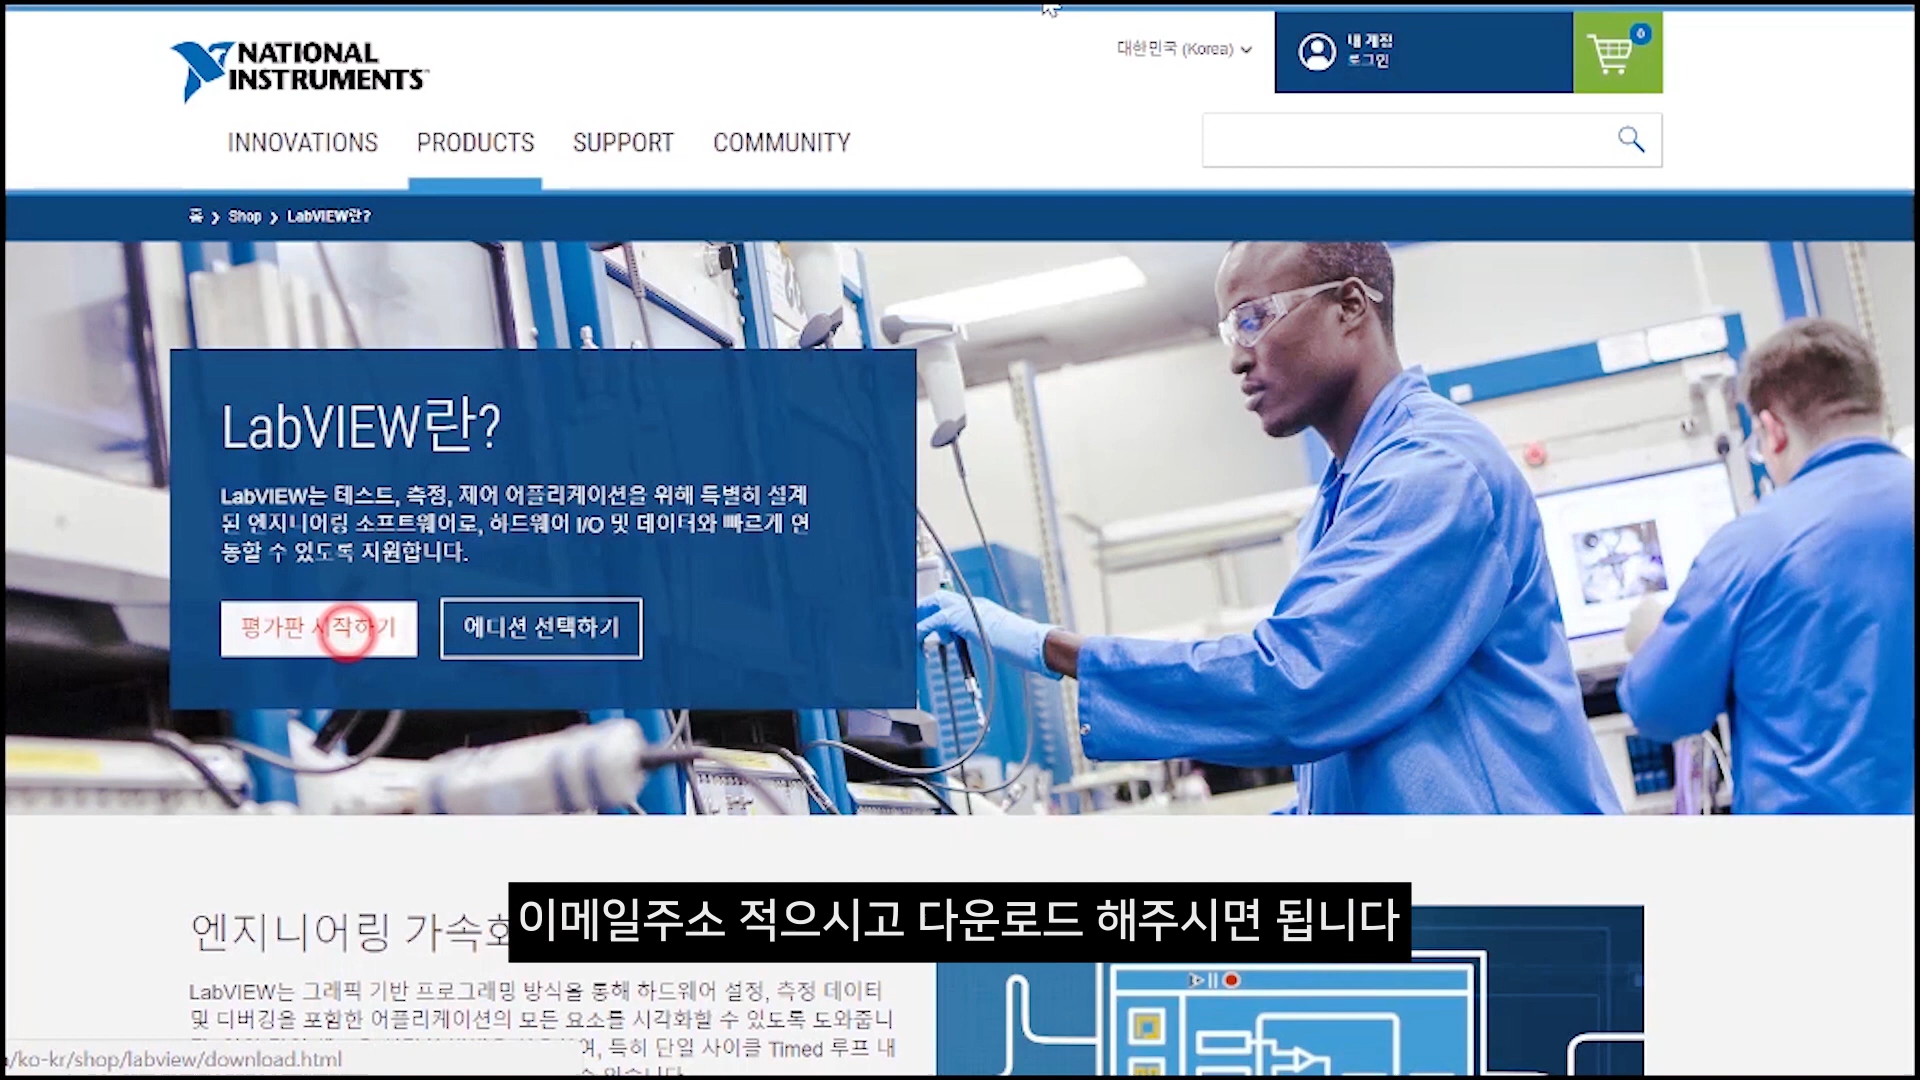 NATIONAL
INSTRUMENTS
대한민국 (Korea)
내 계정
로그인
0
INNOVATIONS PRODUCTS SUPPORT COMMUNITY
홈 > Shop > LabVIEW란?
LabVIEW란?
LabVIEW는 테스트, 측정, 제어 어플리케이션을 위해 특별히 설계
된 엔지니어링 소프트웨어로, 하드웨어 I/O 및 데이터와 빠르게 연
동할 수 있도록 지원합니다.
평가판 시작하기 에디션 선택하기
엔지니어링 가속화
이메일주소 적으시고 다운로드 해주시면 됩니다
LabVIEW는 그래픽 기반 프로그래밍 방식을 통해 하드웨어 설정, 측정 데이터
및 디버깅을 포함한 어플리케이션의 모든 요소를 시각화할 수 있도록 도와줍니
특히 단일 사이클 Timed 루프 내
/ko-kr/shop/labview/download.html